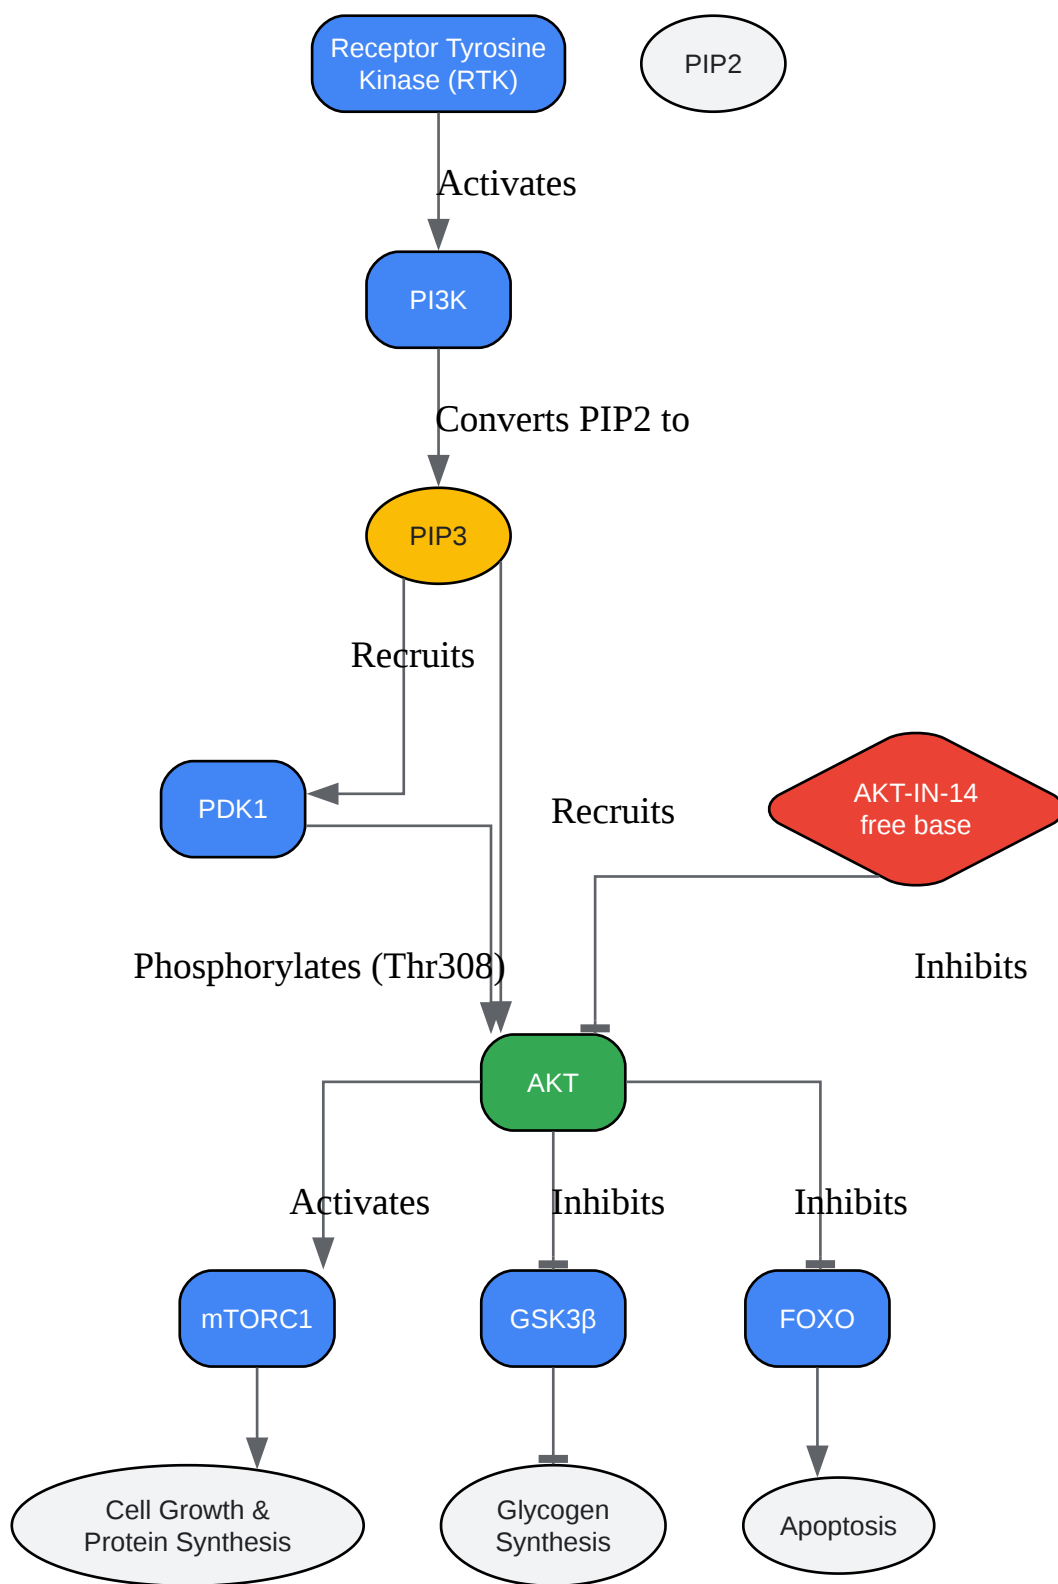 Receptor Tyrosine
Kinase (RTK)
PIP2
Activates
PI3K
Converts PIP2 to
PIP3
Recruits
PDK1
Recruits
AKT-IN-14
free base
Phosphorylates (Thr308)
Inhibits
AKT
Activates
Inhibits
Inhibits
mTORC1
GSK3β
FOXO
Cell Growth &
Protein Synthesis
Glycogen
Synthesis
Apoptosis